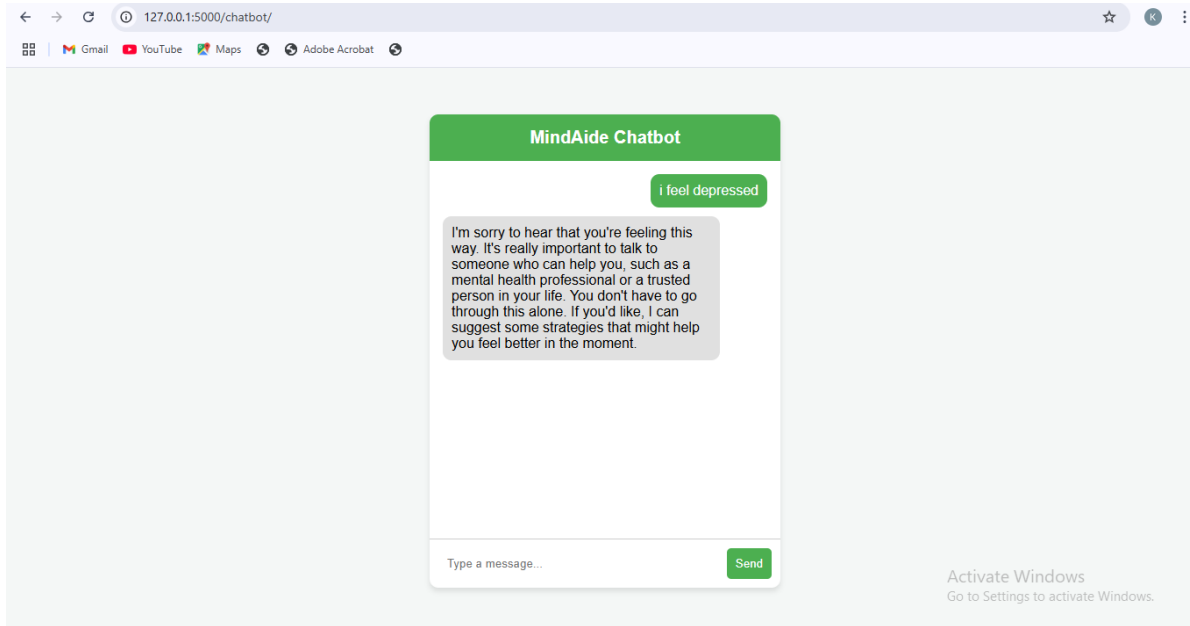 127.0.0.1:5000/chatbot/
K
Gmail YouTube Maps Adobe Acrobat
MindAide Chatbot
i feel depressed
I'm sorry to hear that you're feeling this
way. It's really important to talk to
someone who can help you, such as a
mental health professional or a trusted
person in your life. You don't have to go
through this alone. If you'd like, I can
suggest some strategies that might help
you feel better in the moment.
Type a message...
Send
Activate Windows
Go to Settings to activate Windows.